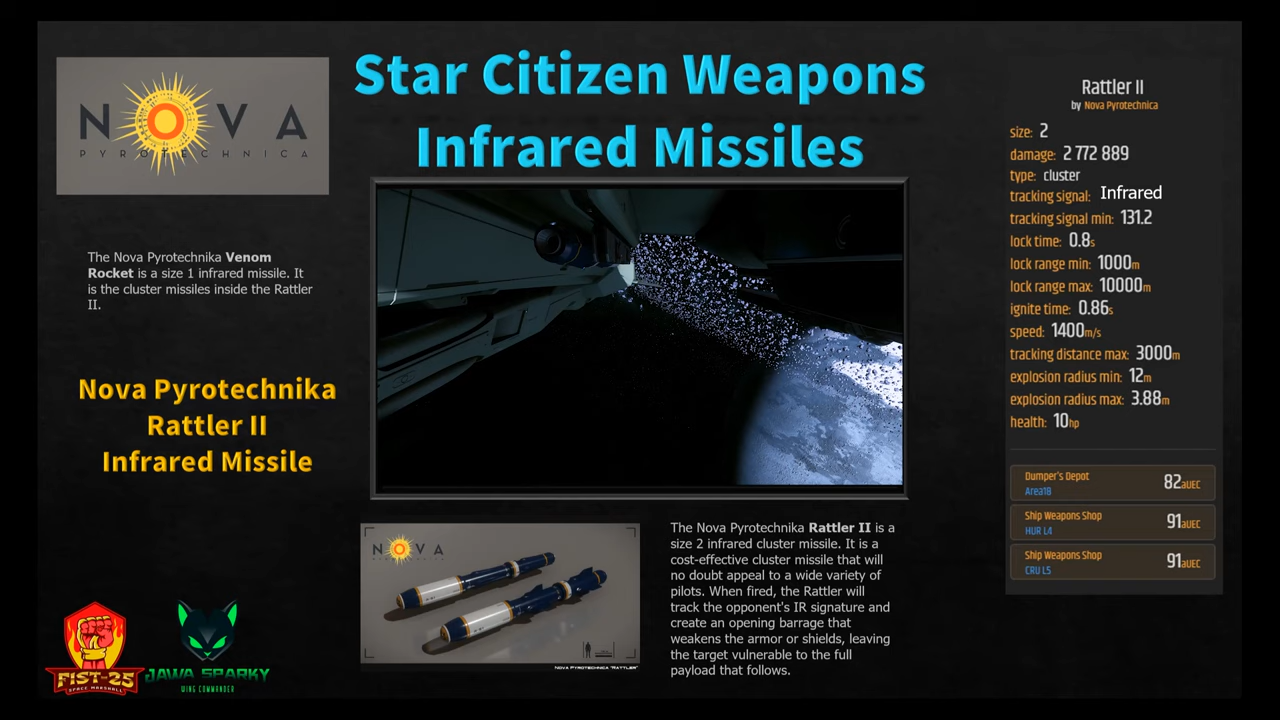 NOVA
PYROTECHNICA
Star Citizen Weapons
Infrared Missiles
The Nova Pyrotechnika Venom
Rocket is a size 1 infrared missile. It
is the cluster missiles inside the Rattler
II.
Nova Pyrotechnika
Rattler II
Infrared Missile
FIST-25
SPACE MARSHALL
JAWA SPARKY
WING COMMANDER
NOVA
NOVA PYROTECHNICA "RATTLER"
The Nova Pyrotechnika Rattler II is a
size 2 infrared cluster missile. It is a
cost-effective cluster missile that will
no doubt appeal to a wide variety of
pilots. When fired, the Rattler will
track the opponent's IR signature and
create an opening barrage that
weakens the armor or shields, leaving
the target vulnerable to the full
payload that follows.
Rattler II
by Nova Pyrotechnica
size: 2
damage: 2 772 889
type: cluster
tracking signal: Infrared
tracking signal min: 131.2
lock time: 0.8s
lock range min: 1000m
lock range max: 10000m
ignite time: 0.86s
speed: 1400m/s
tracking distance max: 3000m
explosion radius min: 12m
explosion radius max: 3.88m
health: 10hp
Dumper's Depot
Area18
82aUEC
Ship Weapons Shop
HUR L4
91aUEC
Ship Weapons Shop
CRU L5
91aUEC